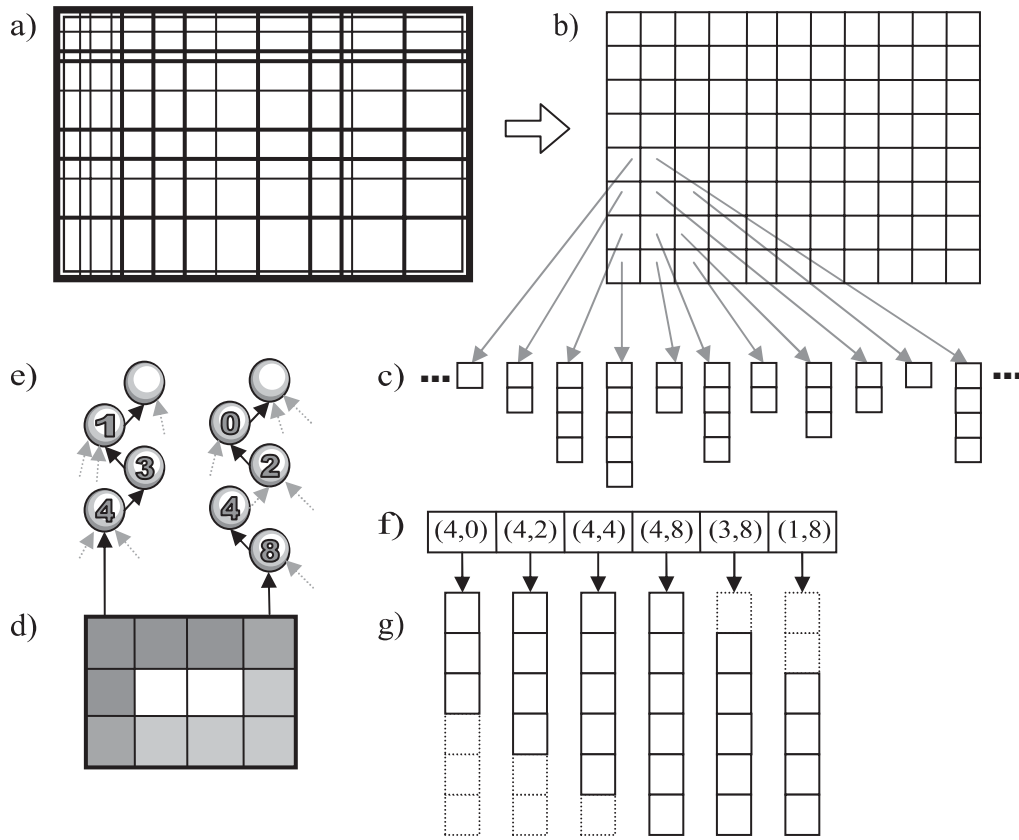 a)
b)
c)
...
...
e)
1
3
4
0
2
4
8
f)
(4,0) (4,2) (4,4) (4,8) (3,8) (1,8)
g)
d)